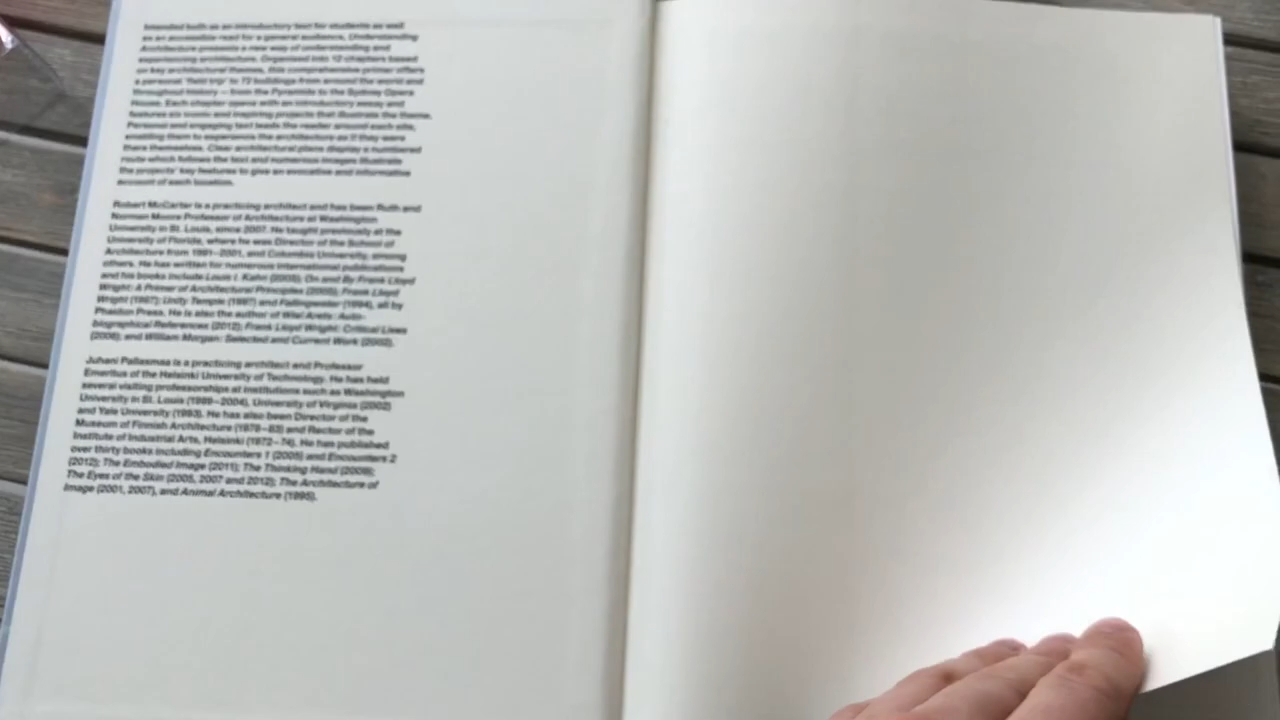 Intended both as an introductory text for students as well
as an accessible read for a general audience, Understanding
Architecture presents a new way of understanding and
experiencing architecture. Organised into 12 chapters based
on key architectural themes, this comprehensive primer offers
a personal 'field trip' to 72 buildings from around the world and
throughout history – from the Pyramids to the Sydney Opera
House. Each chapter opens with an introductory essay and
features six iconic and inspiring projects that illustrate the theme.
Personal and engaging text leads the reader around each site,
enabling them to experience the architecture as if they were
there themselves. Clear architectural plans display a numbered
route which follows the text and numerous images illustrate
the projects' key features to give an evocative and informative
account of each location.
Robert McCarter is a practicing architect and has been Ruth and
Norman Moore Professor of Architecture at Washington
University in St. Louis, since 2007. He taught previously at the
University of Florida, where he was Director of the School of
Architecture from 1991–2001, and Columbia University, among
others. He has written for numerous international publications
and his books include Louis I. Kahn (2005); On and By Frank Lloyd
Wright: A Primer of Architectural Principles (2005); Frank Lloyd
Wright (1997); Unity Temple (1997) and Fallingwater (1994), all by
Phaidon Press. He is also the author of Wiel Arets: Auto-
biographical References (2012); Frank Lloyd Wright: Critical Lives
(2006); and William Morgan: Selected and Current Work (2002).
Juhani Pallasmaa is a practicing architect and Professor
Emeritus of the Helsinki University of Technology. He has held
several visiting professorships at institutions such as Washington
University in St. Louis (1999–2004), University of Virginia (2002)
and Yale University (1993). He has also been Director of the
Museum of Finnish Architecture (1978–83) and Rector of the
Institute of Industrial Arts, Helsinki (1972–74). He has published
over thirty books including Encounters 1 (2005) and Encounters 2
(2012); The Embodied Image (2011); The Thinking Hand (2009);
The Eyes of the Skin (2005, 2007 and 2012); The Architecture of
Image (2001, 2007), and Animal Architecture (1995).